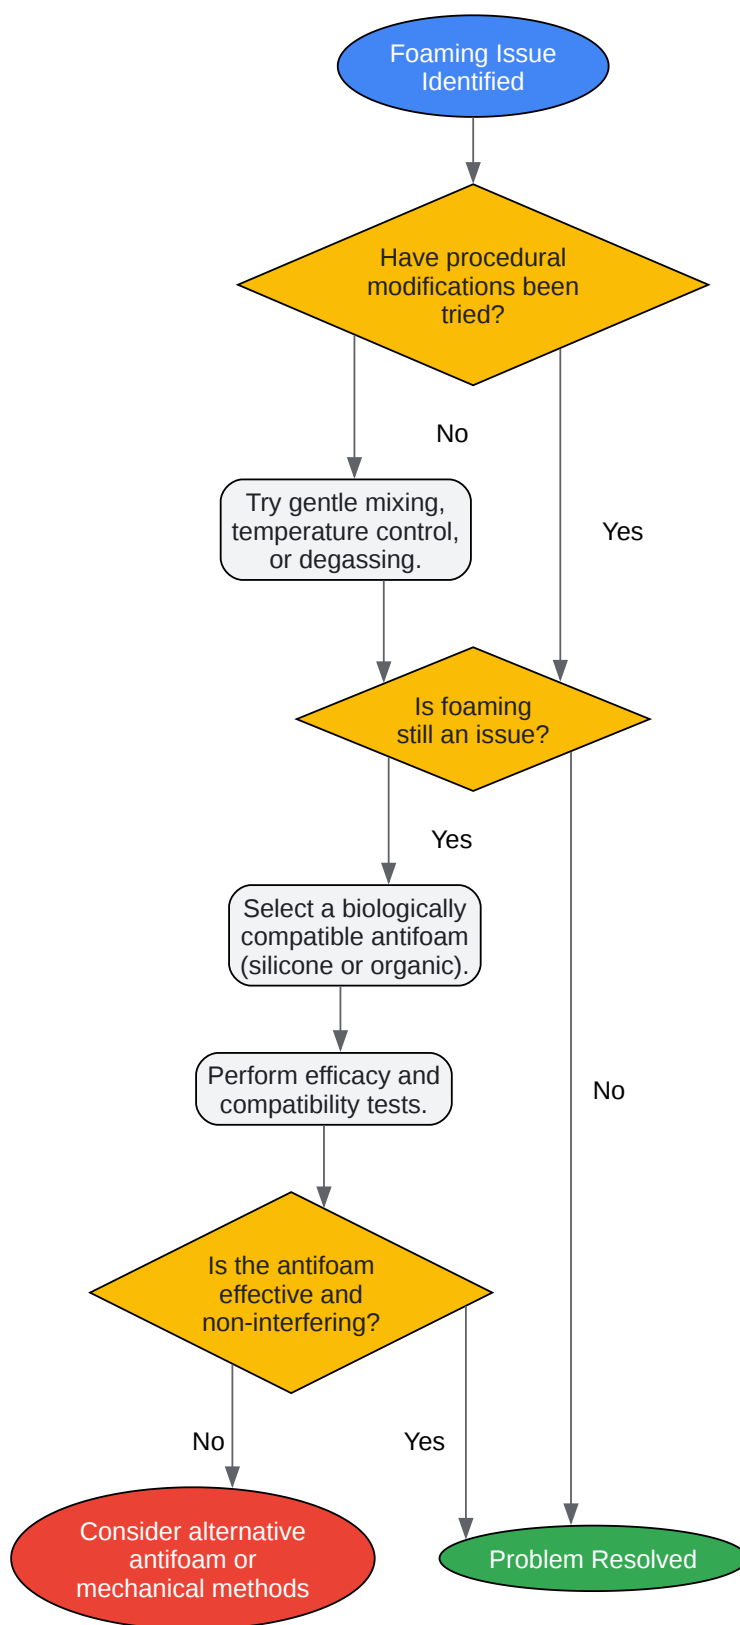 Foaming Issue
Identified
Have procedural
modifications been
tried?
No
Try gentle mixing,
temperature control,
or degassing.
Yes
Is foaming
still an issue?
Yes
Select a biologically
compatible antifoam
(silicone or organic).
Perform efficacy and
compatibility tests.
No
Is the antifoam
effective and
non-interfering?
No
Yes
Consider alternative
antifoam or
mechanical methods
Problem Resolved